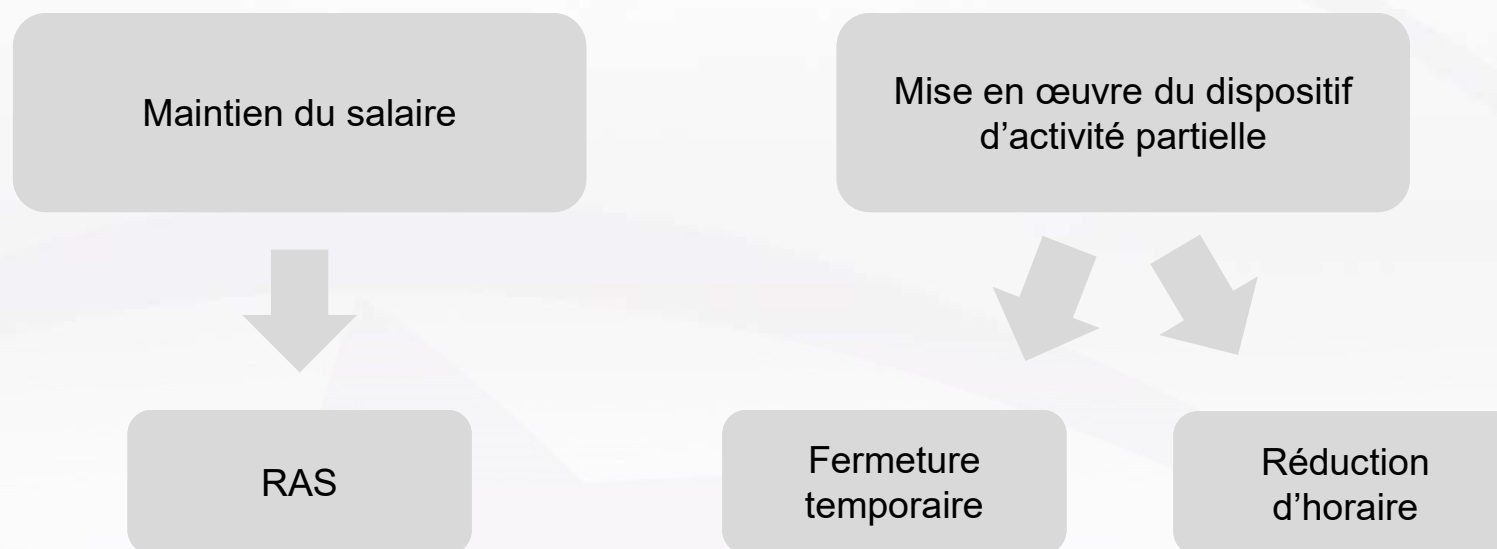 Maintien du salaire
Mise en œuvre du dispositif
d’activité partielle
RAS
Fermeture
temporaire
Réduction
d’horaire